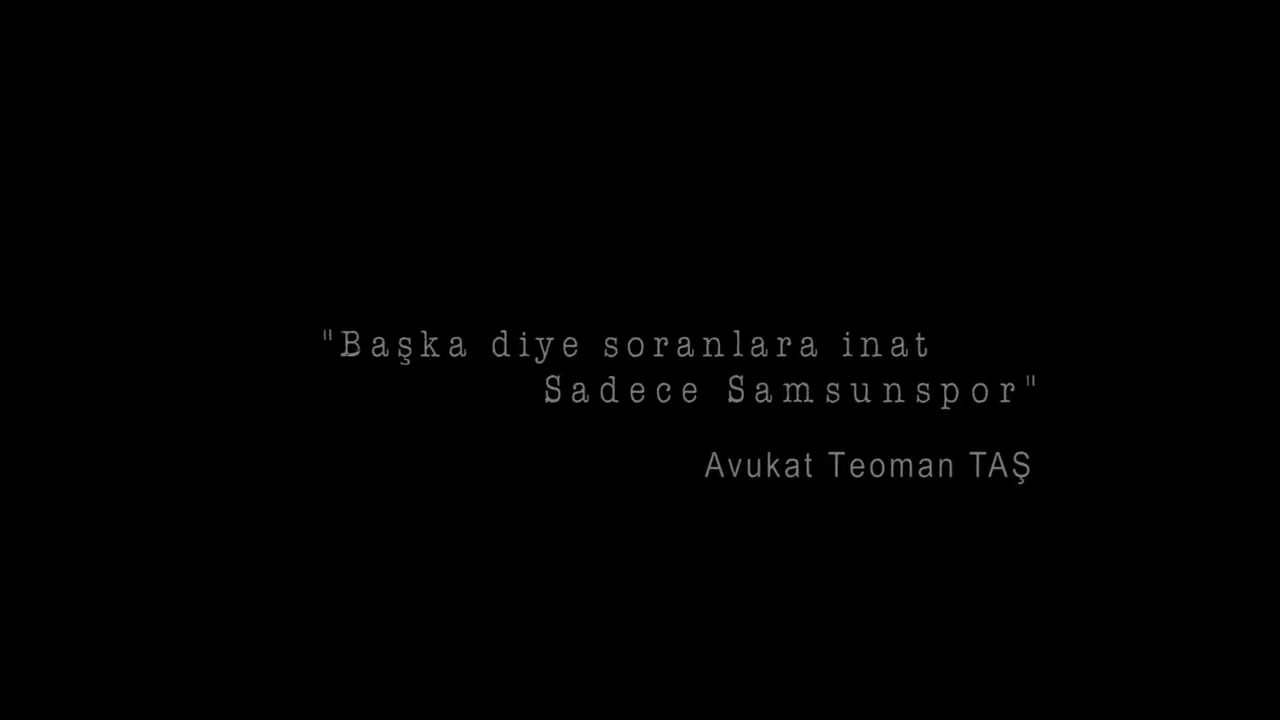 "Başka diye soranlara inat
Sadece Samsunspor"
Avukat Teoman TAŞ